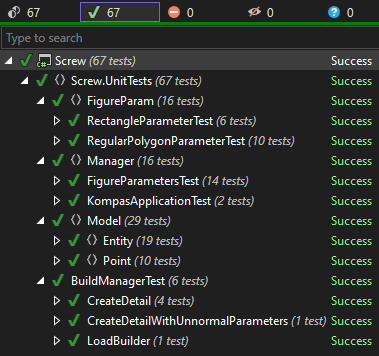 67 67 0 0 0
Type to search
Screw (67 tests) Success
Screw.UnitTests (67 tests) Success
FigureParam (16 tests) Success
RectangleParameterTest (6 tests) Success
RegularPolygonParameterTest (10 tests) Success
Manager (16 tests) Success
FigureParametersTest (14 tests) Success
KompasApplicationTest (2 tests) Success
Model (29 tests) Success
Entity (19 tests) Success
Point (10 tests) Success
BuildManagerTest (6 tests) Success
CreateDetail (4 tests) Success
CreateDetailWithUnnormalParameters (1 test) Success
LoadBuilder (1 test) Success